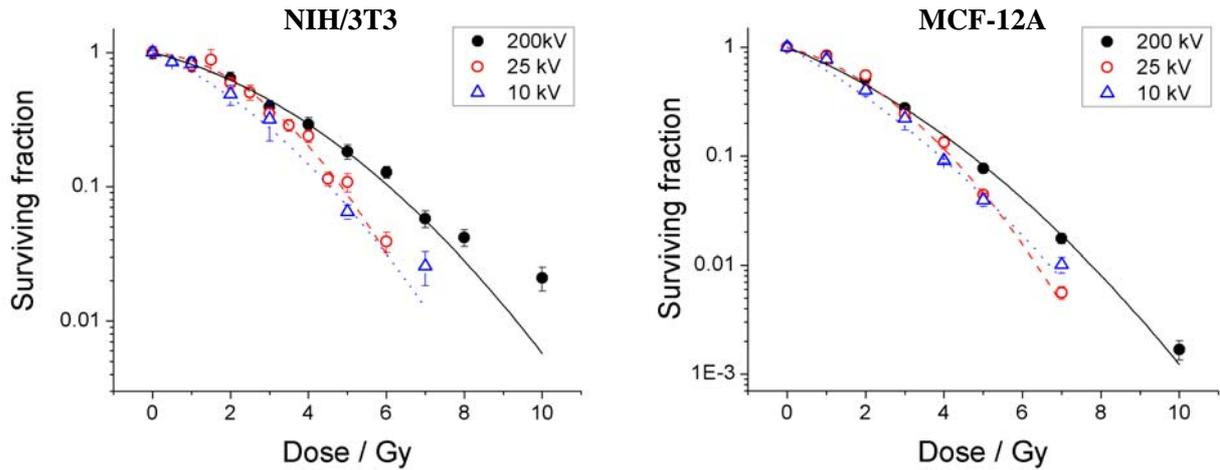 NIH/3T3
200kV
25 kV
10 kV
1
0.1
0.01
0 2 4 6 8 10
Dose / Gy
Surviving fraction
MCF-12A
200 kV
25 kV
10 kV
1
0.1
0.01
1E-3
0 2 4 6 8 10
Dose / Gy
Surviving fraction